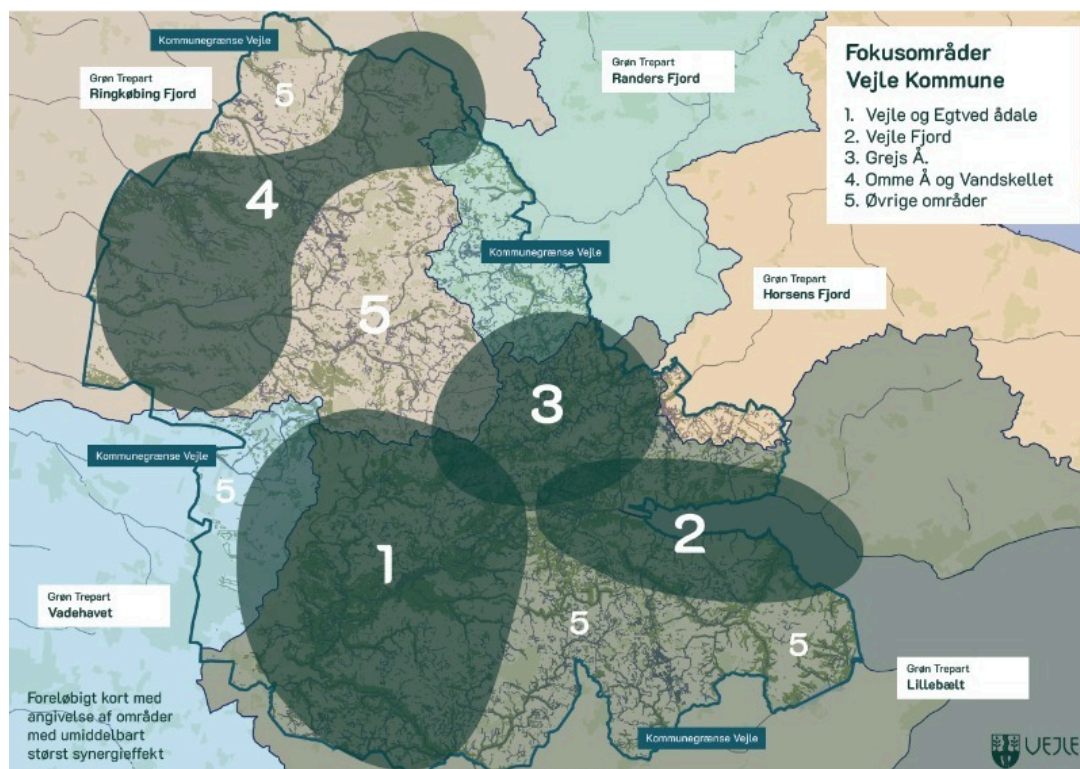 Kommunegrænse Vejle
Grøn Trepart
Ringkøbing Fjord
5
Grøn Trepart
Randers Fjord
Fokusområder
Vejle Kommune
1. Vejle og Egtved ådale
2. Vejle Fjord
3. Grejs Å.
4. Omme Å og Vandskellet
5. Øvrige områder
4
Kommunegrænse Vejle
5
Grøn Trepart
Horsens Fjord
3
Kommunegrænse Vejle
5
2
1
Grøn Trepart
Vadehavet
5
5
Grøn Trepart
Lillebælt
Foreløbigt kort med
angivelse af områder
med umiddelbart
størst synergieffekt
Kommunegrænse Vejle
VEJLE